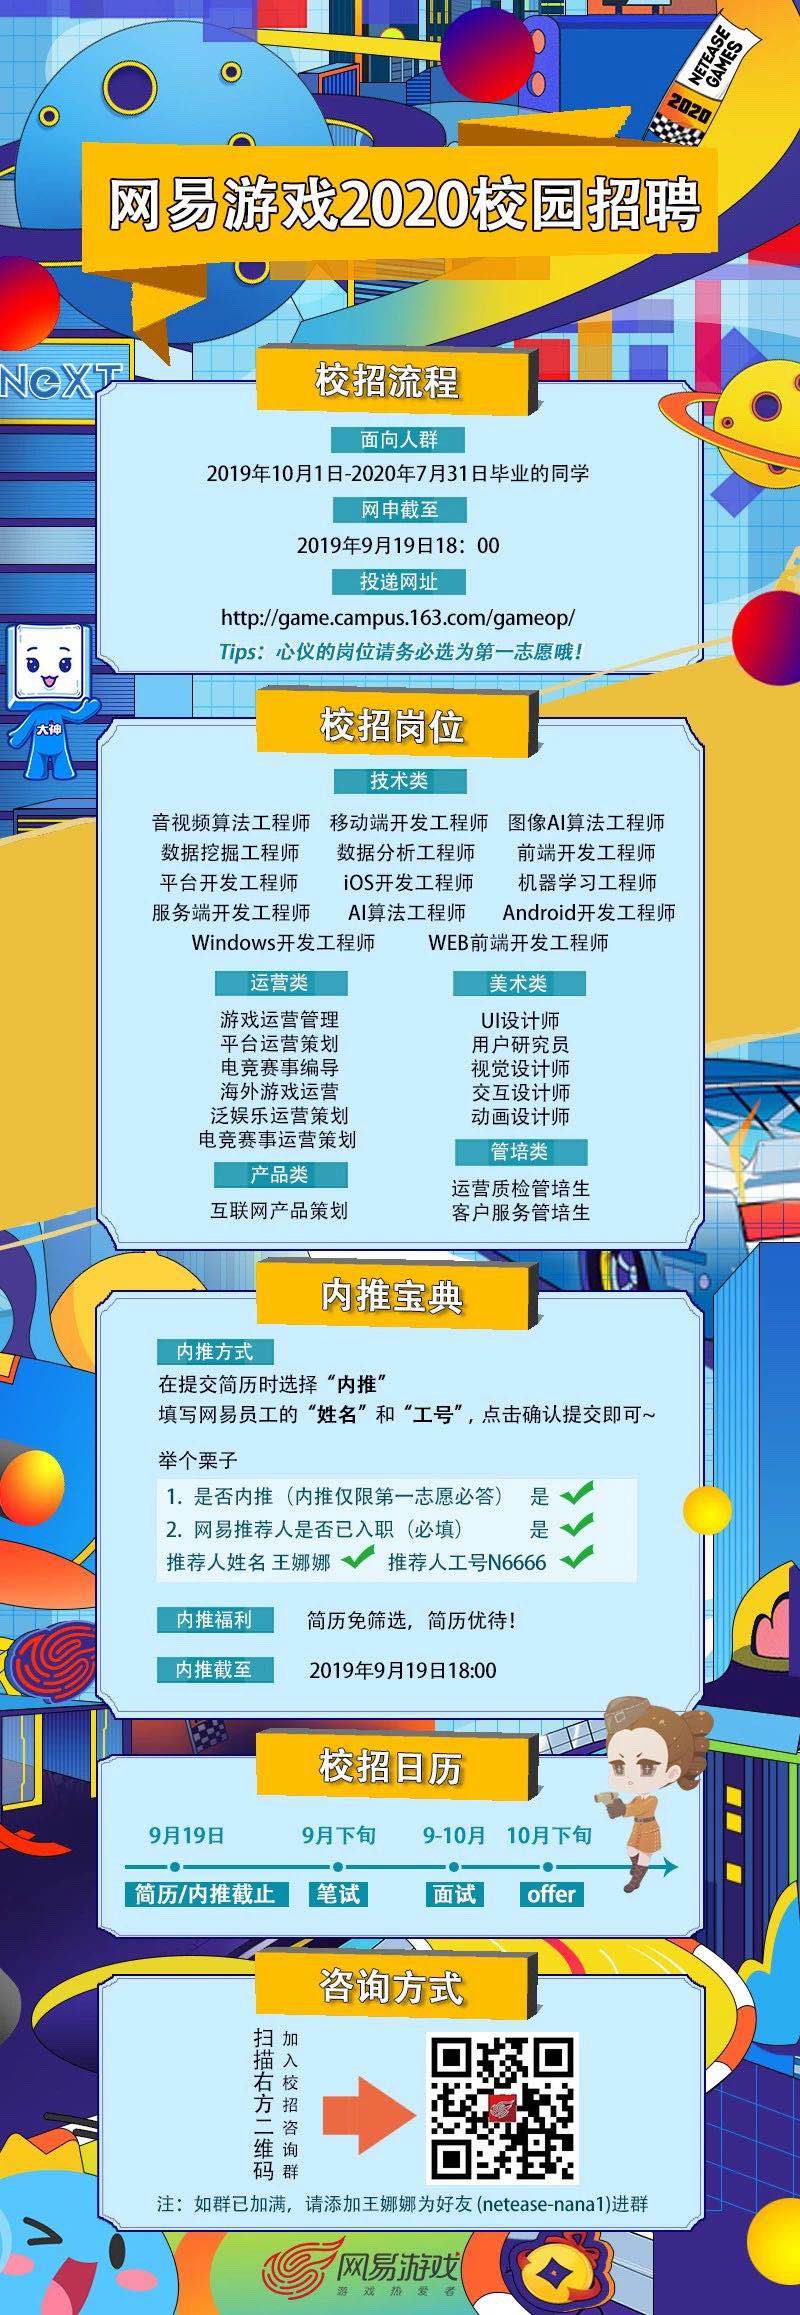 NETEASE
GAMES
2020
网易游戏2020校园招聘
NeXT
校招流程
面向人群
2019年10月1日-2020年7月31日毕业的同学
网申截至
2019年9月19日18：00
投递网址
http://game.campus.163.com/gameop/
Tips：心仪的岗位请务必选为第一志愿哦！
大神
校招岗位
技术类
音视频算法工程师 移动端开发工程师 图像AI算法工程师
数据挖掘工程师 数据分析工程师 前端开发工程师
平台开发工程师 iOS开发工程师 机器学习工程师
服务端开发工程师 AI算法工程师 Android开发工程师
Windows开发工程师 WEB前端开发工程师
运营类
游戏运营管理
平台运营策划
电竞赛事编导
海外游戏运营
泛娱乐运营策划
电竞赛事运营策划
产品类
互联网产品策划
美术类
UI设计师
用户研究员
视觉设计师
交互设计师
动画设计师
管培类
运营质检管培生
客户服务管培生
内推宝典
内推方式
在提交简历时选择“内推”
填写网易员工的“姓名”和“工号”，点击确认提交即可~
举个栗子
1. 是否内推（内推仅限第一志愿必答） 是
2. 网易推荐人是否已入职（必填） 是
推荐人姓名 王娜娜 推荐人工号N6666
内推福利 简历免筛选，简历优待！
内推截至 2019年9月19日18:00
校招日历
9月19日 9月下旬 9-10月 10月下旬
简历/内推截止 笔试 面试 offer
咨询方式
扫描右方二维码
加入校招咨询群
注：如群已加满，请添加王娜娜为好友 (netease-nana1)进群
网易游戏
游戏热爱者